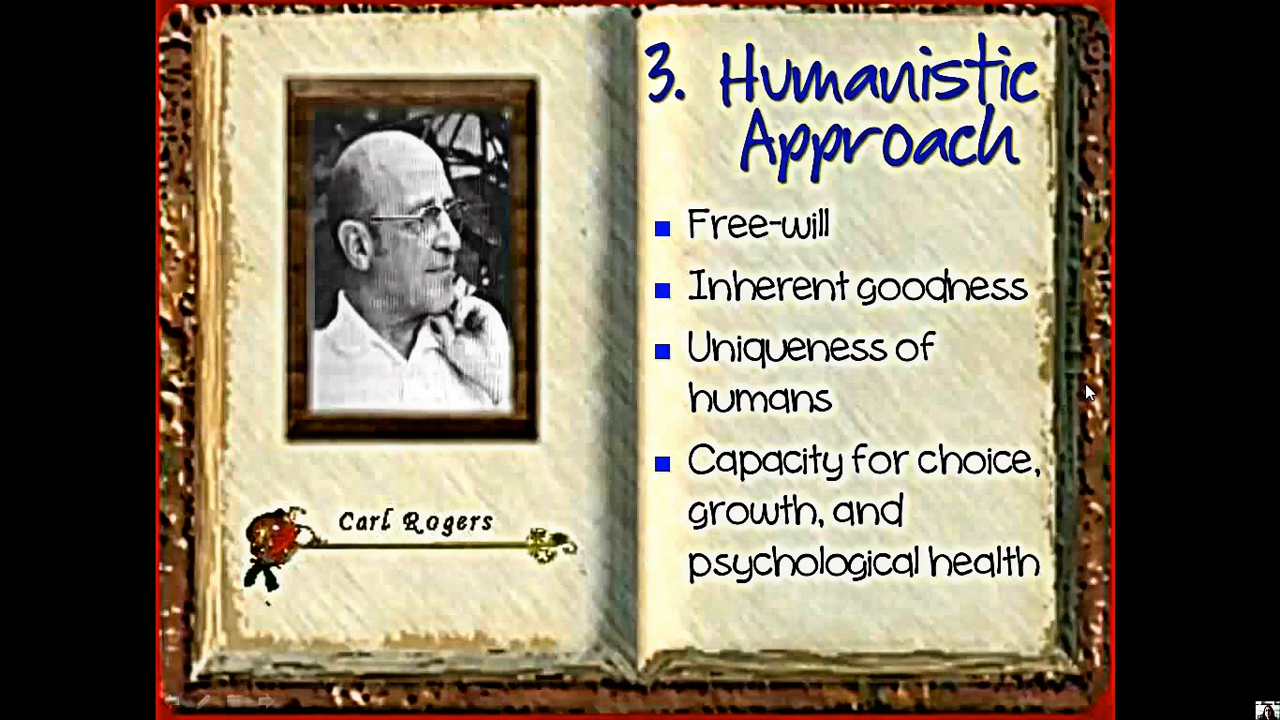 Carl Rogers
3. Humanistic
Approach
Free-will
Inherent goodness
Uniqueness of
humans
Capacity for choice,
growth, and
psychological health